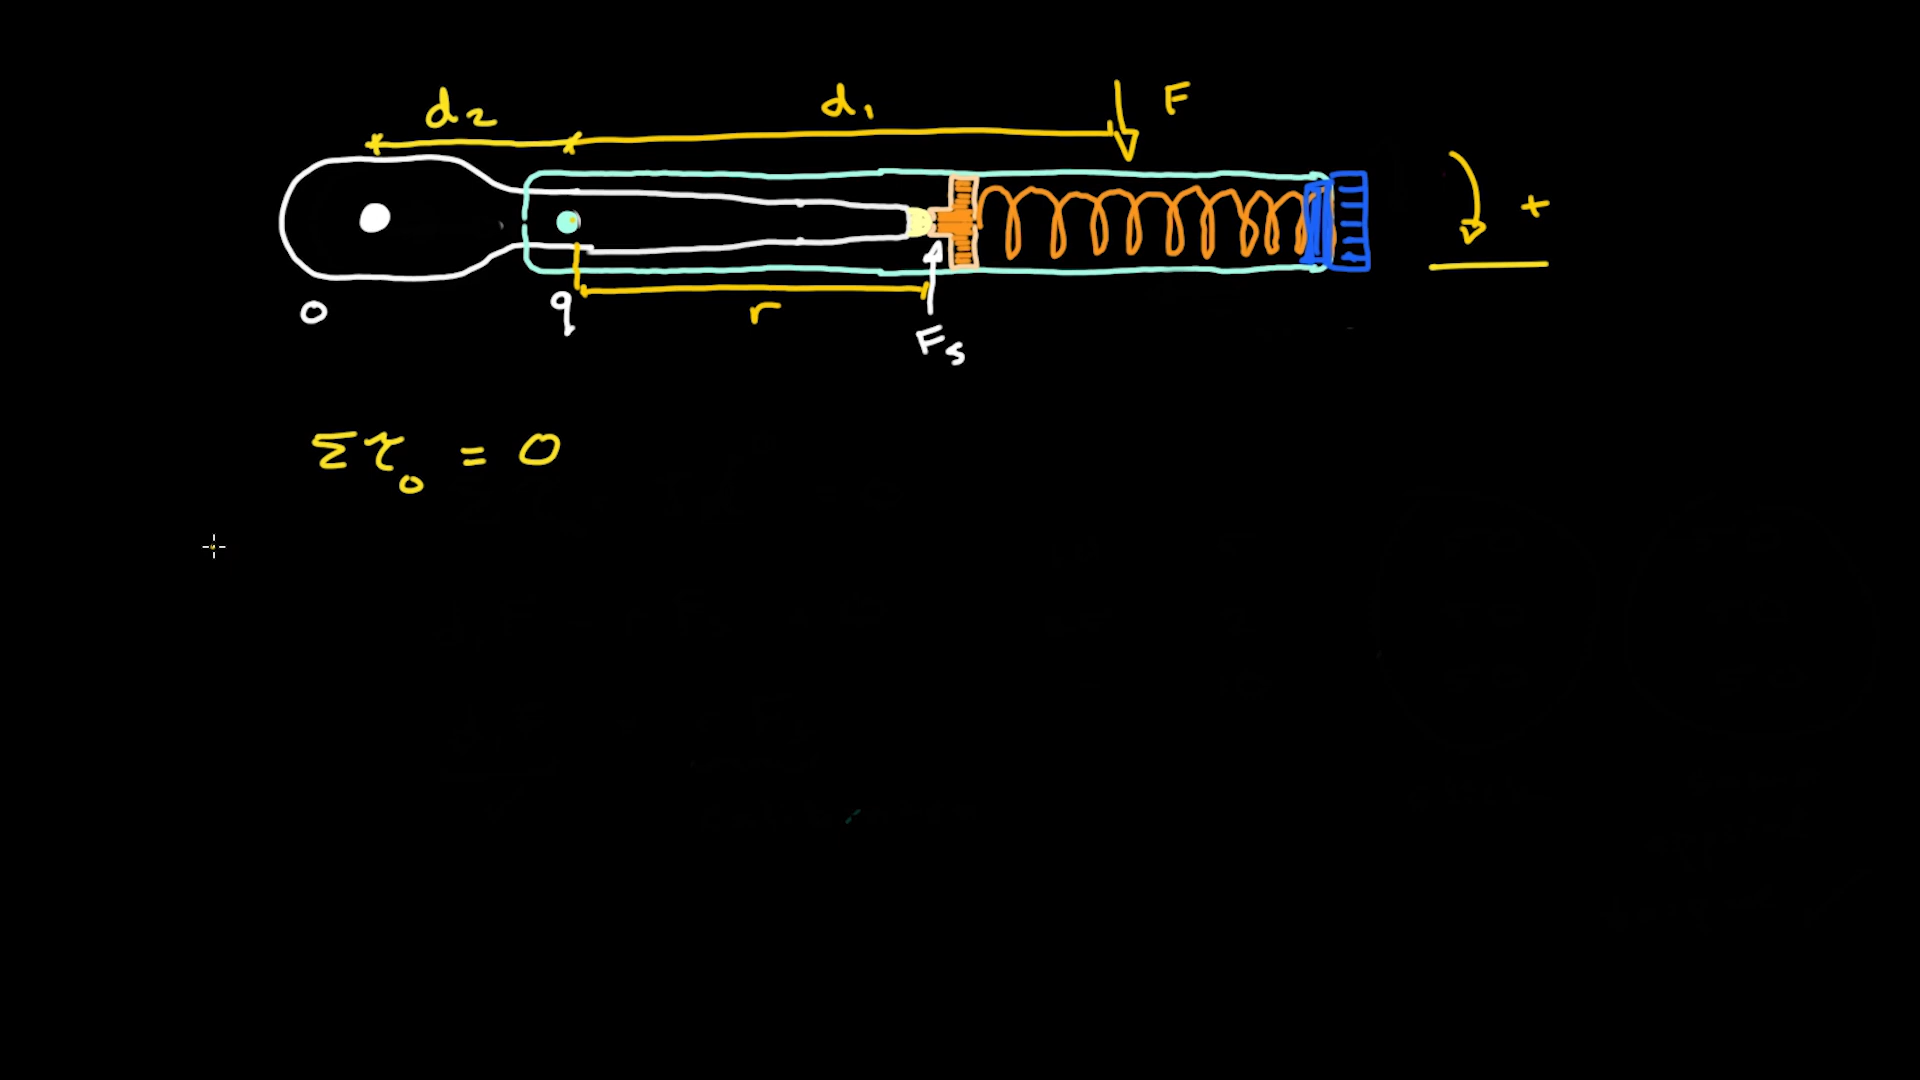 d₂ d₁ F
+
o q r
Fs
Στ₀ = 0